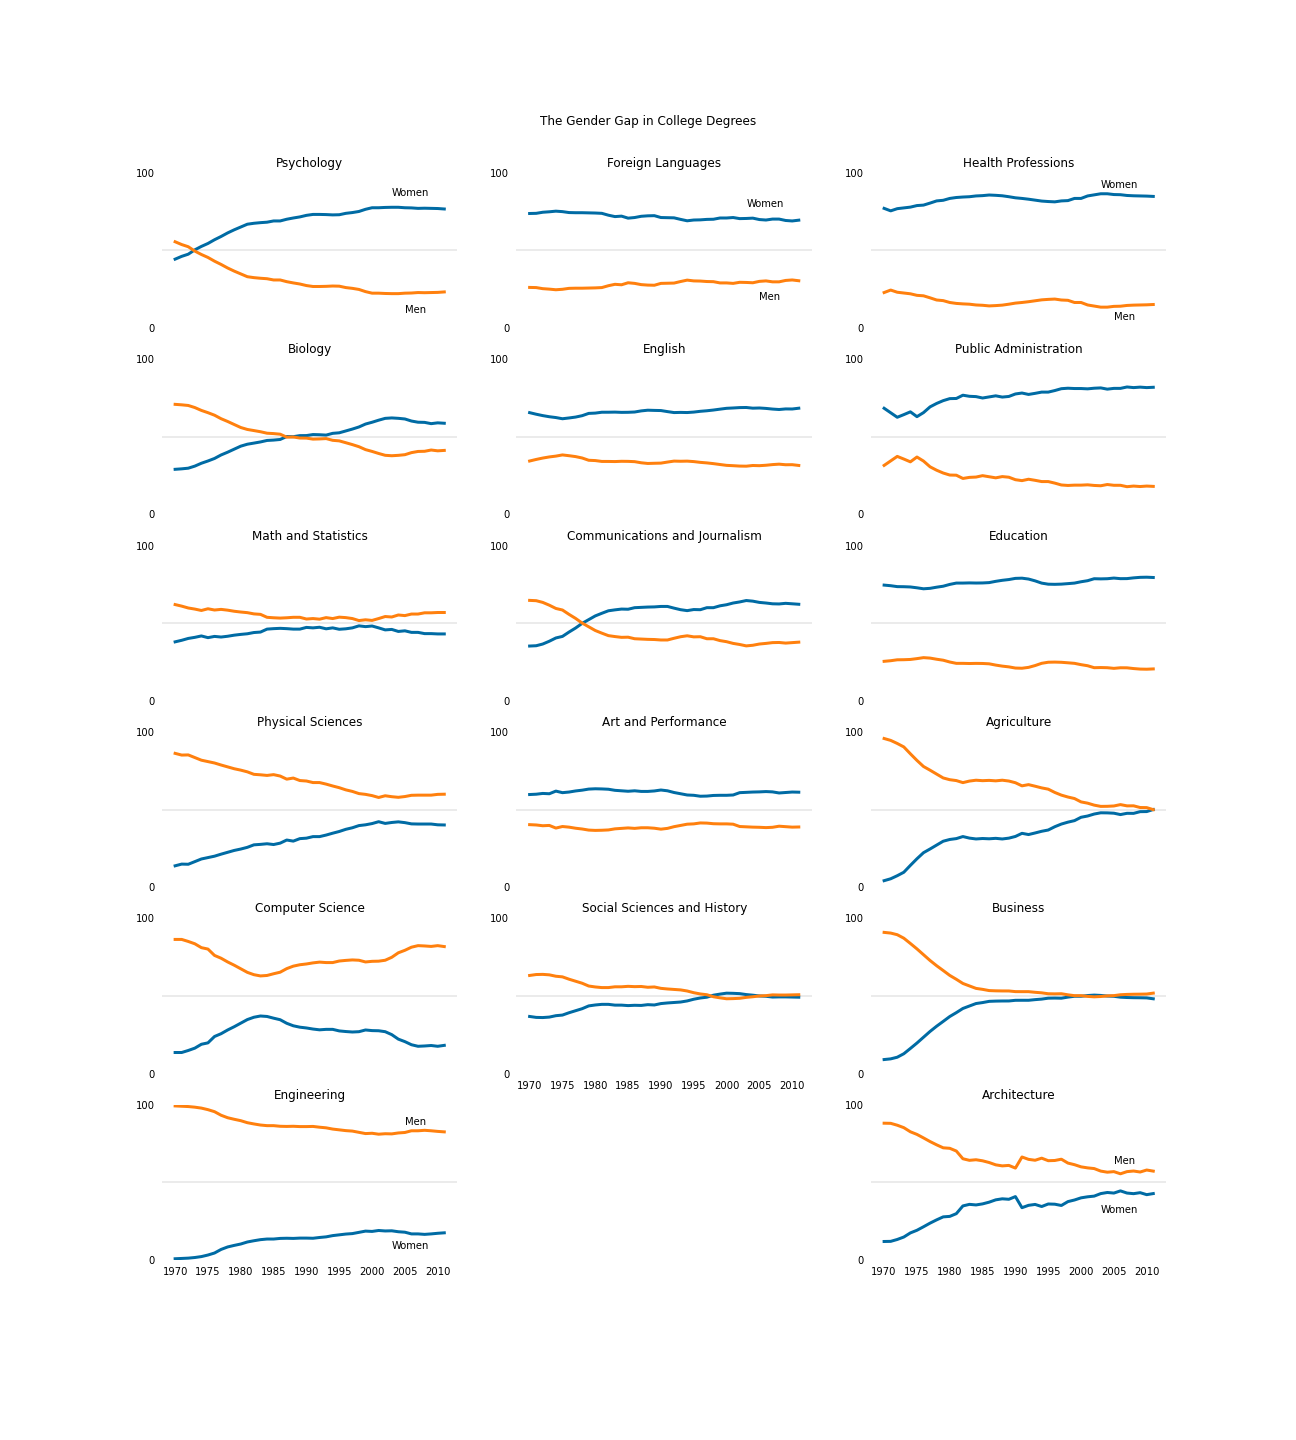 The Gender Gap in College Degrees
Psychology
100
Women
Men
0
Foreign Languages
100
Women
Men
0
Health Professions
100
Women
Men
0
Biology
100
0
English
100
0
Public Administration
100
0
Math and Statistics
100
0
Communications and Journalism
100
0
Education
100
0
Physical Sciences
100
0
Art and Performance
100
0
Agriculture
100
0
Computer Science
100
0
Social Sciences and History
100
0
1970 1975 1980 1985 1990 1995 2000 2005 2010
Business
100
0
Engineering
100
Men
Women
0
1970 1975 1980 1985 1990 1995 2000 2005 2010
Architecture
100
Men
Women
0
1970 1975 1980 1985 1990 1995 2000 2005 2010